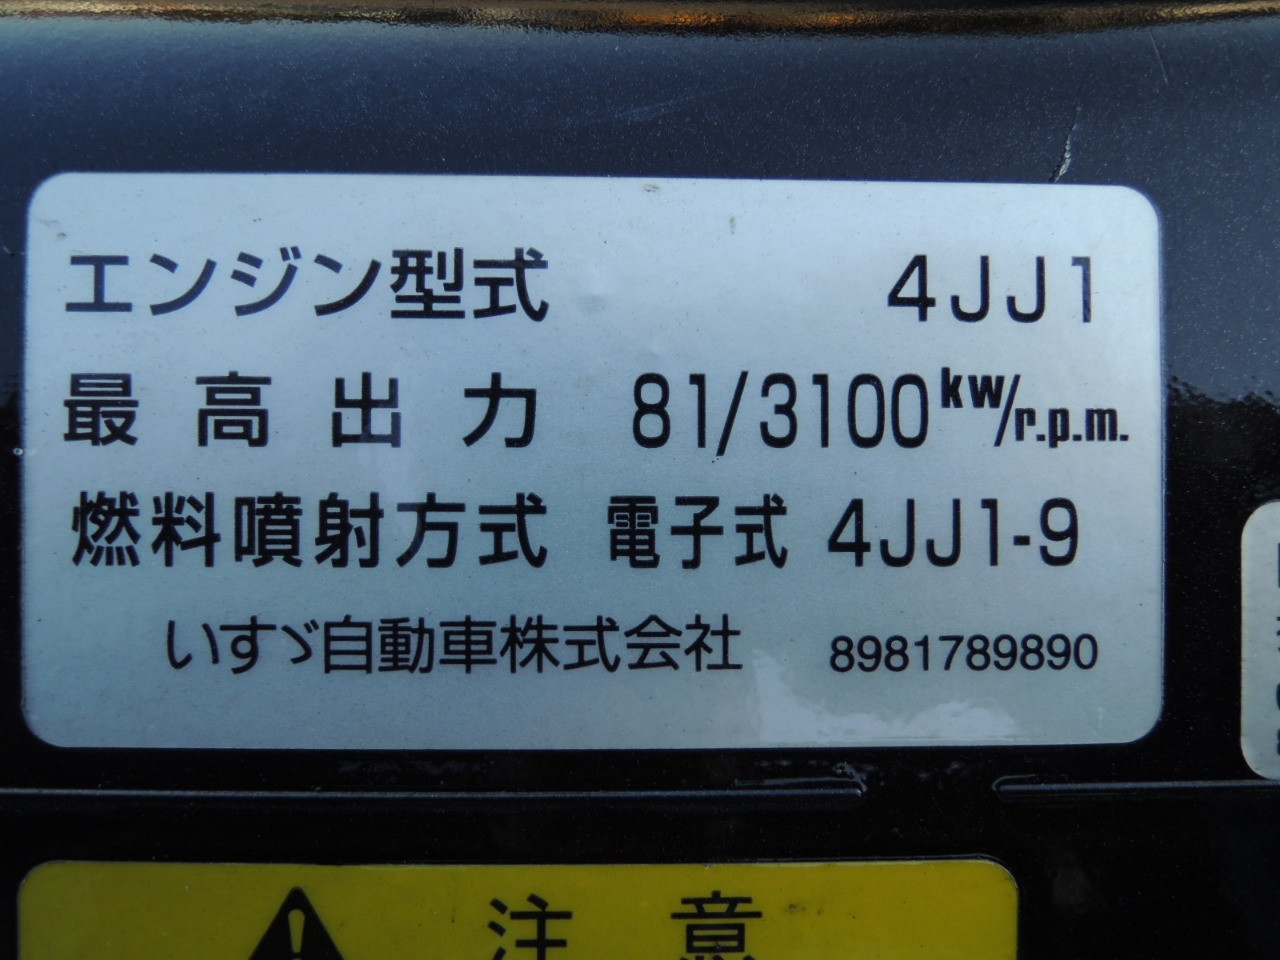 エンジン型式 4JJ1
最高出力 81/3100 kw/r.p.m.
燃料噴射方式 電子式 4JJ1-9
いすゞ自動車株式会社 8981789890
注意